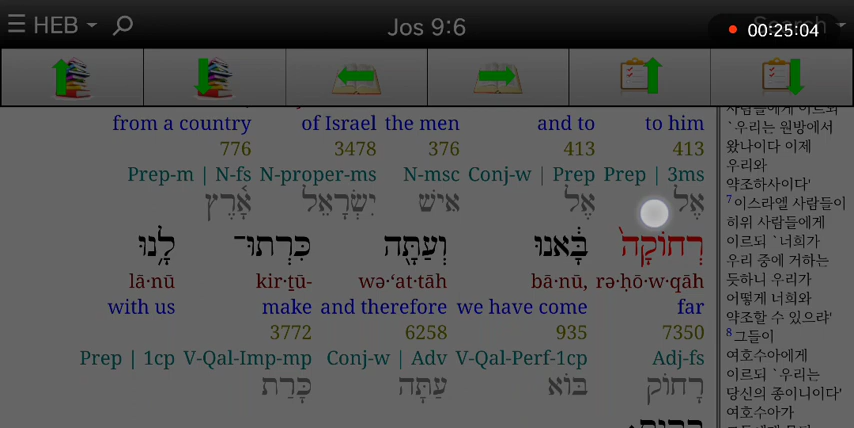 HEB
Jos 9:6
00:25:04
from a country of Israel the men and to to him
776 3478 376 413 413
Prep-m | N-fs N-proper-ms N-msc Conj-w | Prep Prep | 3ms
אֶל אֶל אִישׁ יִשְׂרָאֵל אֶ֫רֶץ
רְחוֹקָה֙ בָּ֔אנוּ וְעַתָּ֖ה כִּרְתוּ־ לָ֥נוּ
lā·nū kir·ṯū- wə·‘at·tāh bā·nū, rə·ḥō·w·qāh
with us make and therefore we have come far
3772 6258 935 7350
Prep | 1cp V-Qal-Imp-mp Conj-w | Adv V-Qal-Perf-1cp Adj-fs
רָחוֹק בּוֹא עַתָּה כָּרַת
사람들에게 이르되
`우리는 원방에서
왔나이다 이제
우리와
약조하사이다'
7이스라엘 사람들이
히위 사람들에게
이르되 `너희가
우리 중에 거하는
듯하니 우리가
어떻게 너희와
약조할 수 있으랴'
8그들이
여호수아에게
이르되 `우리는
당신의 종이니이다'
여호수아가